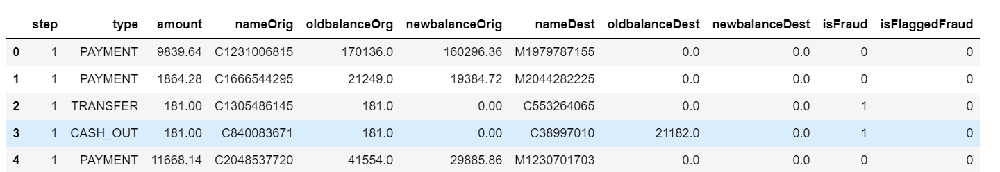 step type amount nameOrig oldbalanceOrg newbalanceOrig nameDest oldbalanceDest newbalanceDest isFraud isFlaggedFraud
0 1 PAYMENT 9839.64 C1231006815 170136.0 160296.36 M1979787155 0.0 0.0 0 0
1 1 PAYMENT 1864.28 C1666544295 21249.0 19384.72 M2044282225 0.0 0.0 0 0
2 1 TRANSFER 181.00 C1305486145 181.0 0.00 C553264065 0.0 0.0 1 0
3 1 CASH_OUT 181.00 C840083671 181.0 0.00 C38997010 21182.0 0.0 1 0
4 1 PAYMENT 11668.14 C2048537720 41554.0 29885.86 M1230701703 0.0 0.0 0 0